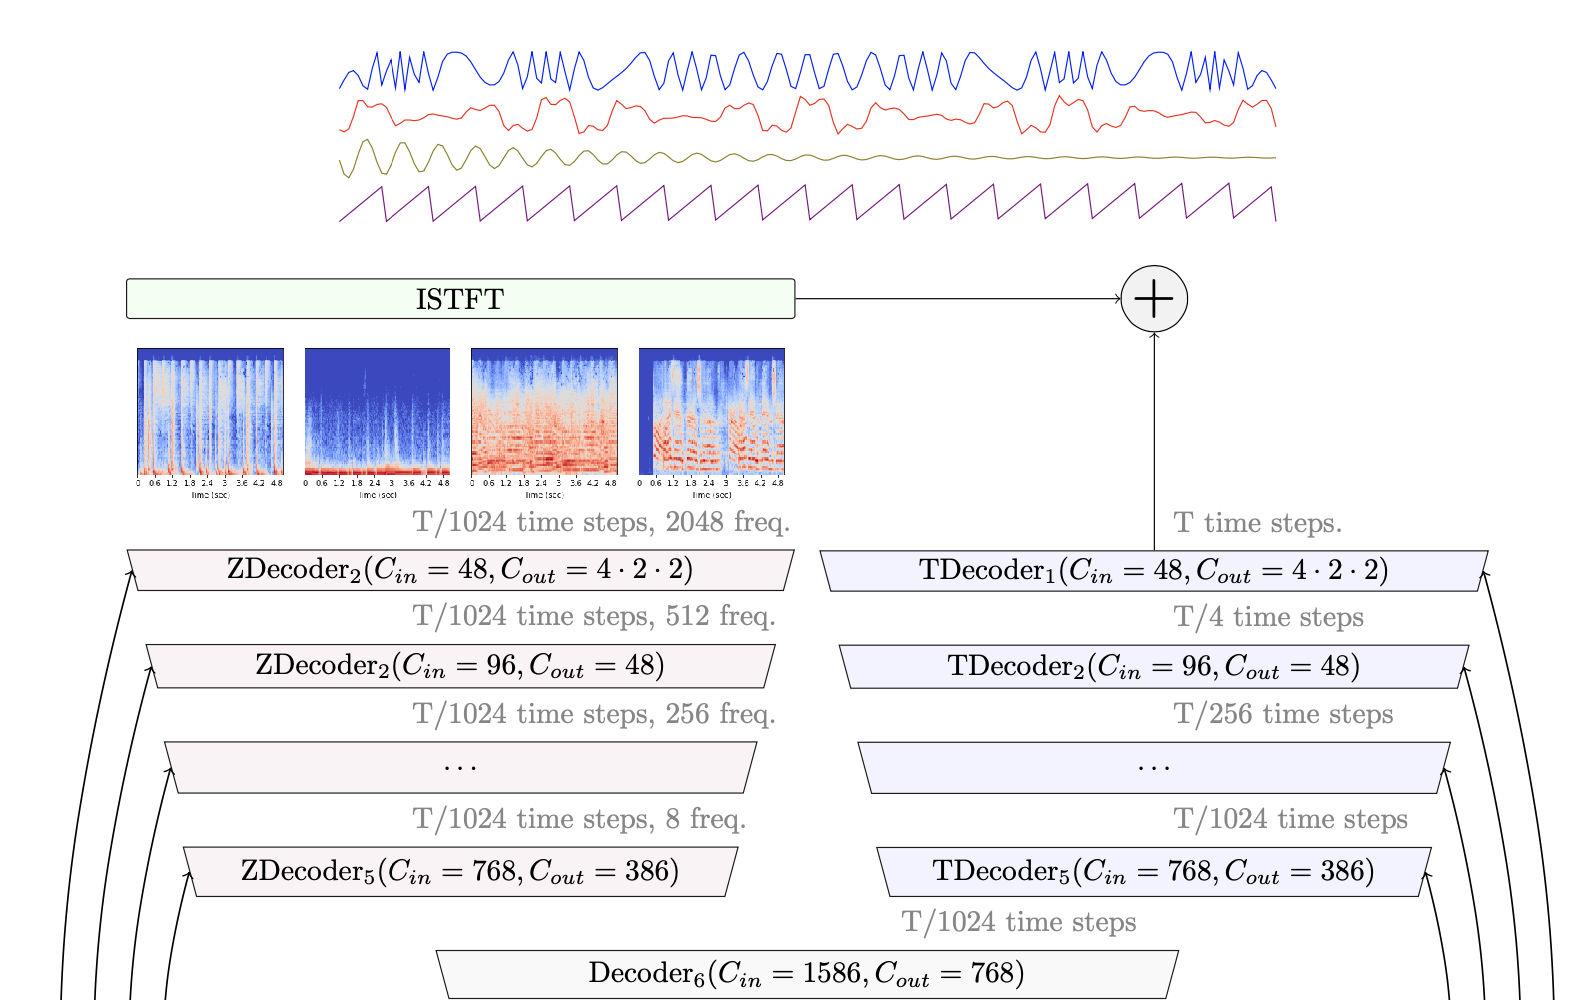 ISTFT
+
0 0.6 1.2 1.8 2.4 3 3.6 4.2 4.8 0 0.6 1.2 1.8 2.4 3 3.6 4.2 4.8 0 0.6 1.2 1.8 2.4 3 3.6 4.2 4.8 0 0.6 1.2 1.8 2.4 3 3.6 4.2 4.8
Time (sec) Time (sec) Time (sec) Time (sec)
T/1024 time steps, 2048 freq. T time steps.
ZDecoder₂(C_in = 48, C_out = 4 · 2 · 2) TDecoder₁(C_in = 48, C_out = 4 · 2 · 2)
T/1024 time steps, 512 freq. T/4 time steps
ZDecoder₂(C_in = 96, C_out = 48) TDecoder₂(C_in = 96, C_out = 48)
T/1024 time steps, 256 freq. T/256 time steps
... ...
T/1024 time steps, 8 freq. T/1024 time steps
ZDecoder₅(C_in = 768, C_out = 386) TDecoder₅(C_in = 768, C_out = 386)
T/1024 time steps
Decoder₆(C_in = 1586, C_out = 768)